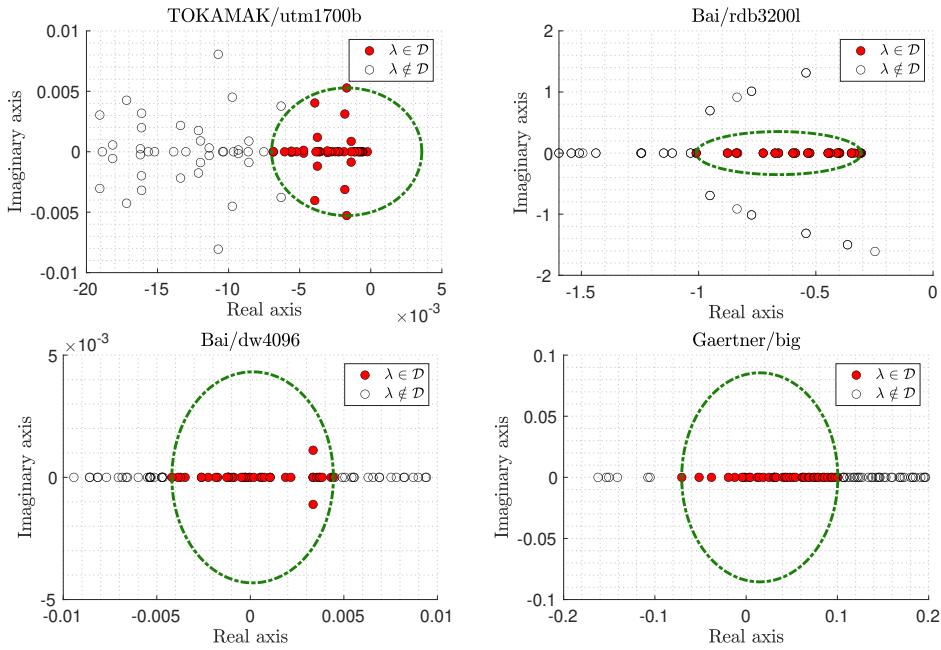 TOKAMAK/utm1700b
0.01
0.005
0
-0.005
-0.01
Imaginary axis
λ ∈ 𝒟
λ ∉ 𝒟
-20
-15
-10
-5
0
5
Real axis
×10⁻³
Bai/rdb3200l
2
1
0
-1
-2
Imaginary axis
λ ∈ 𝒟
λ ∉ 𝒟
-1.5
-1
-0.5
0
Real axis
Bai/dw4096
×10⁻³
5
0
-5
Imaginary axis
λ ∈ 𝒟
λ ∉ 𝒟
-0.01
-0.005
0
0.005
0.01
Real axis
Gaertner/big
0.1
0.05
0
-0.05
-0.1
Imaginary axis
λ ∈ 𝒟
λ ∉ 𝒟
-0.2
-0.1
0
0.1
0.2
Real axis